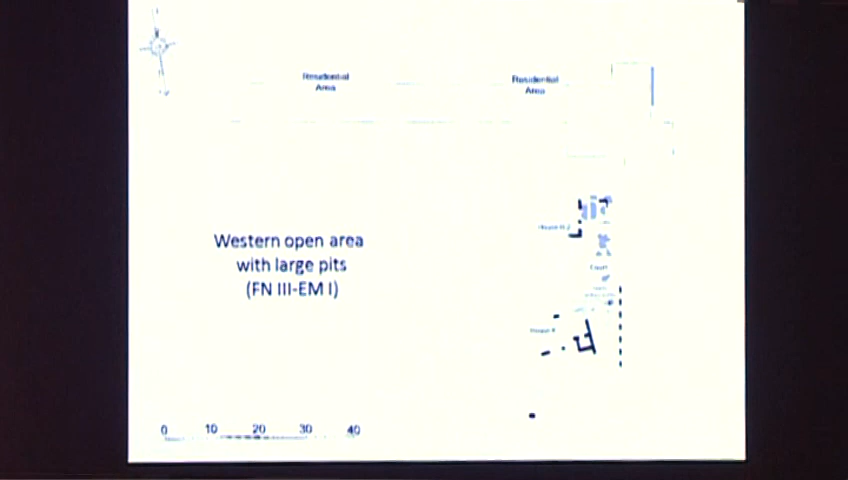 Residential
Area
Residential
Area
Western open area
with large pits
(FN III-EM I)
Court
0 10 20 30 40